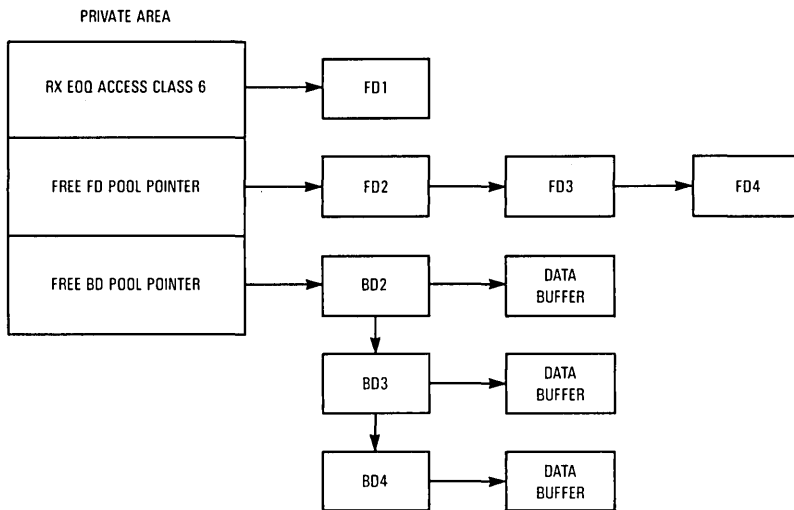 PRIVATE AREA
RX EOQ ACCESS CLASS 6
FD1
FREE FD POOL POINTER
FD2
FD3
FD4
FREE BD POOL POINTER
BD2
DATA
BUFFER
BD3
DATA
BUFFER
BD4
DATA
BUFFER